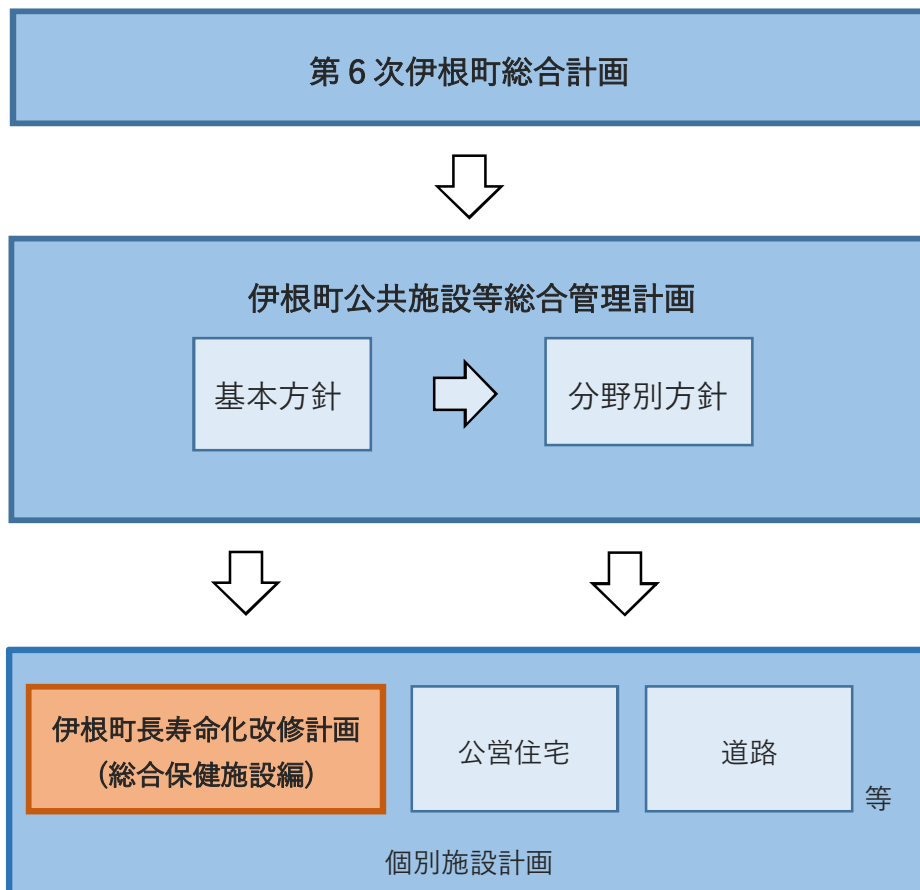 第６次伊根町総合計画
伊根町公共施設等総合管理計画
基本方針
分野別方針
伊根町長寿命化改修計画
（総合保健施設編）
公営住宅
道路
等
個別施設計画